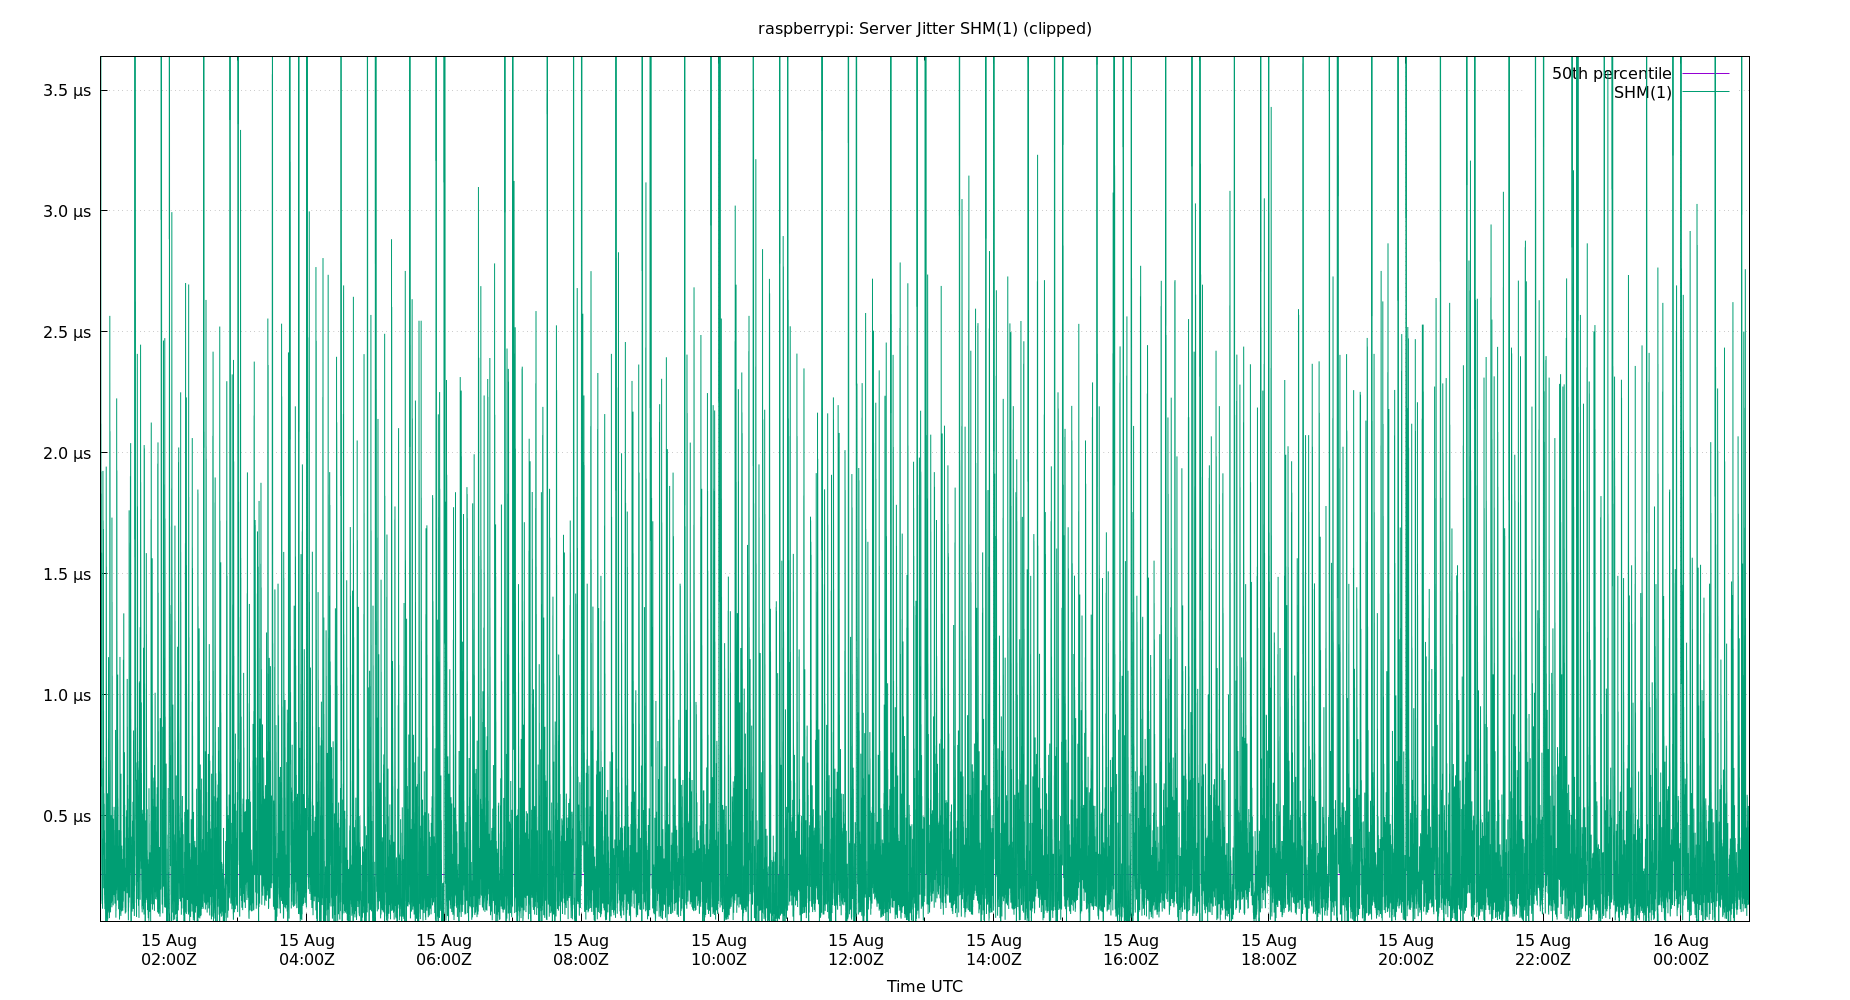 raspberrypi: Server Jitter SHM(1) (clipped)
50th percentile
SHM(1)
3.5 µs
3.0 µs
2.5 µs
2.0 µs
1.5 µs
1.0 µs
0.5 µs
15 Aug 15 Aug 15 Aug 15 Aug 15 Aug 15 Aug 15 Aug 15 Aug 15 Aug 15 Aug 15 Aug 16 Aug
02:00Z 04:00Z 06:00Z 08:00Z 10:00Z 12:00Z 14:00Z 16:00Z 18:00Z 20:00Z 22:00Z 00:00Z
Time UTC